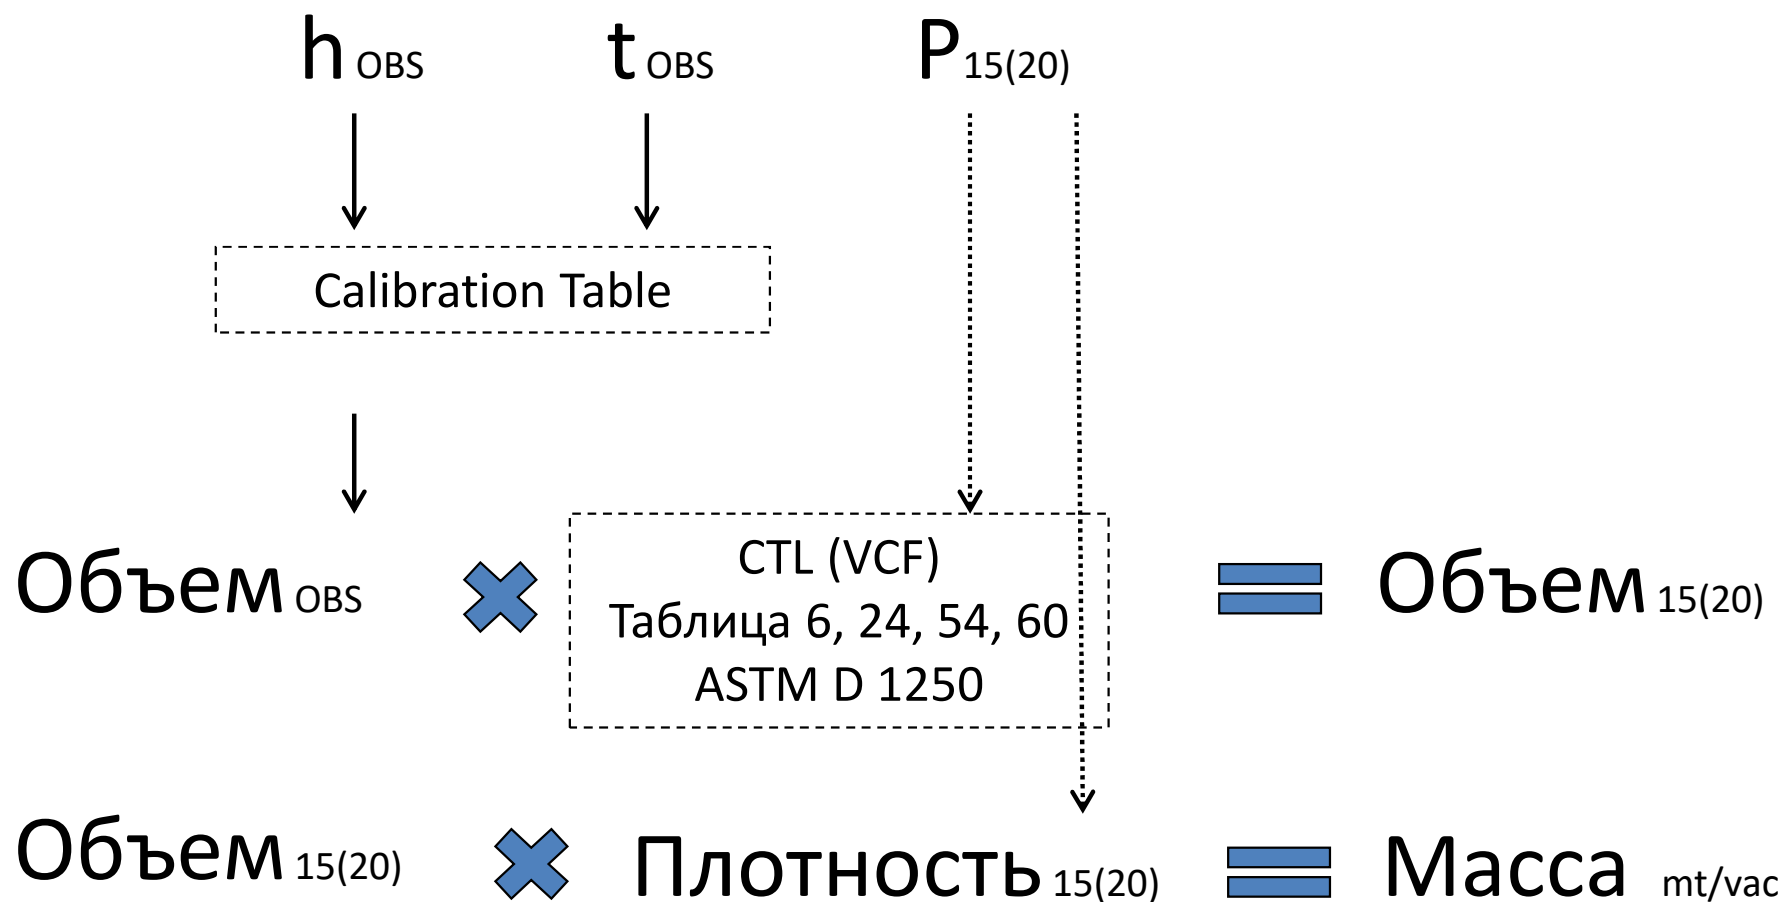 h OBS t OBS P 15(20)
Calibration Table
CTL (VCF)
Таблица 6, 24, 54, 60
ASTM D 1250
Объем OBS Объем 15(20)
Объем 15(20) Плотность 15(20) Масса mt/vac